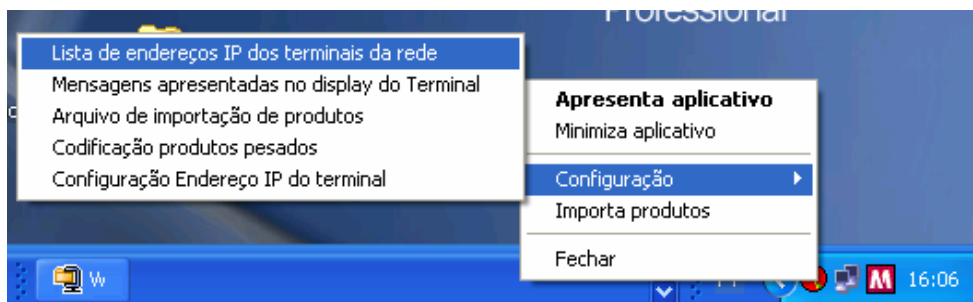 Professional
Lista de endereços IP dos terminais da rede
Mensagens apresentadas no display do Terminal
Arquivo de importação de produtos
Codificação produtos pesados
Configuração Endereço IP do terminal
Apresenta aplicativo
Minimiza aplicativo
Configuração
Importa produtos
Fechar
W
16:06